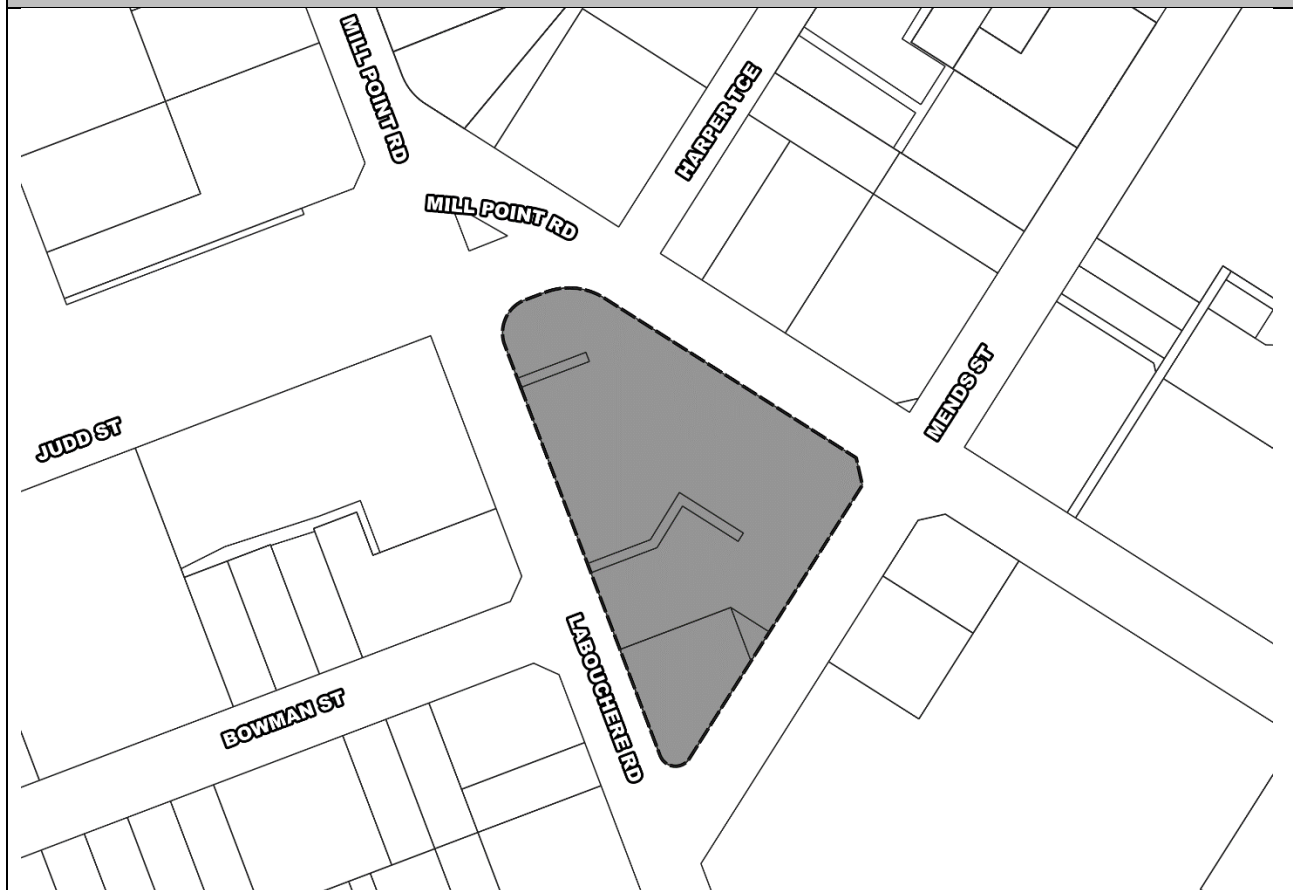 MILL POINT RD
HARPER TCE
MILL POINT RD
MENDS ST
JUDD ST
LABOUCHERE RD
BOWMAN ST